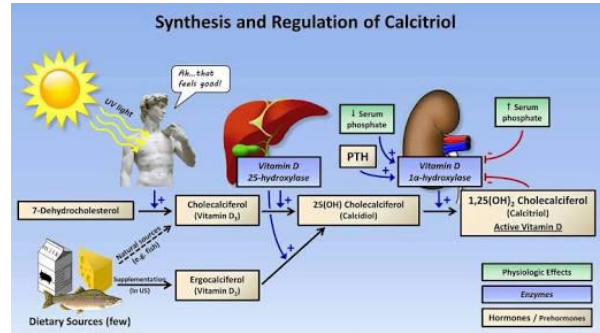 Synthesis and Regulation of Calcitriol
Ah...that
feels good!
UV light
↓ Serum
phosphate
↑ Serum
phosphate
PTH
Vitamin D
25-hydroxylase
Vitamin D
1α-hydroxylase
+
+
-
-
+
+
+
7-Dehydrocholesterol
Cholecalciferol
(Vitamin D₃)
25(OH) Cholecalciferol
(Calcidiol)
1,25(OH)₂ Cholecalciferol
(Calcitriol)
Active Vitamin D
Natural sources
(e.g. fish)
+
Supplementation
(In US)
Ergocalciferol
(Vitamin D₂)
Dietary Sources (few)
Physiologic Effects
Enzymes
Hormones / Prehormones